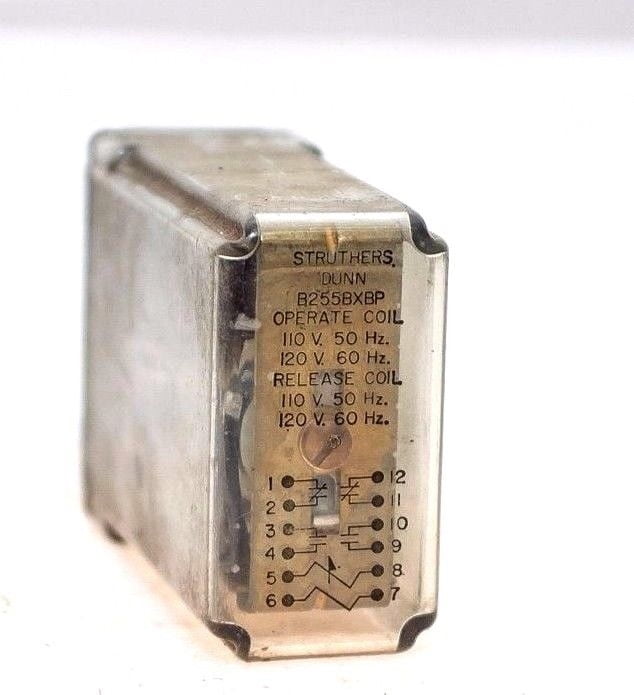 STRUTHERS.
DUNN
B255BXBP
OPERATE COIL
110 V. 50 Hz.
120 V. 60 Hz.
RELEASE COIL
110 V. 50 Hz.
120 V. 60 Hz.
1 12
2 11
3 10
4 9
5 8
6 7